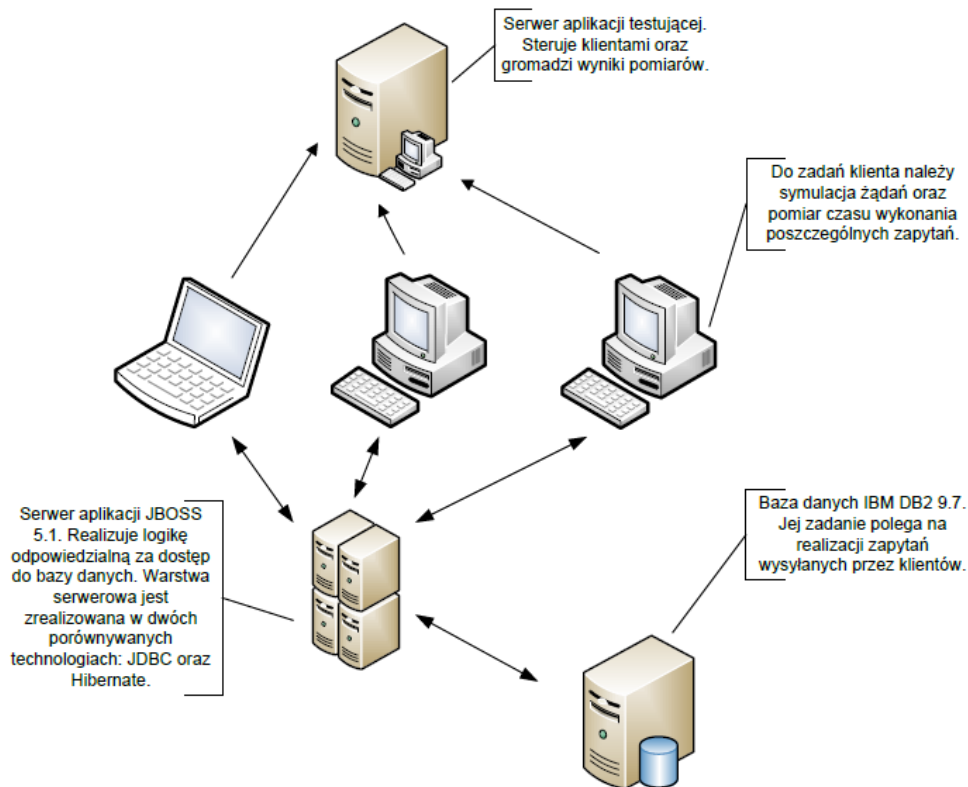 Serwer aplikacji testującej.
Steruje klientami oraz
gromadzi wyniki pomiarów.
Do zadań klienta należy
symulacja żądań oraz
pomiar czasu wykonania
poszczególnych zapytań.
Serwer aplikacji JBOSS
5.1. Realizuje logikę
odpowiedzialną za dostęp
do bazy danych. Warstwa
serwerowa jest
zrealizowana w dwóch
porównywanych
technologiach: JDBC oraz
Hibernate.
Baza danych IBM DB2 9.7.
Jej zadanie polega na
realizacji zapytań
wysyłanych przez klientów.